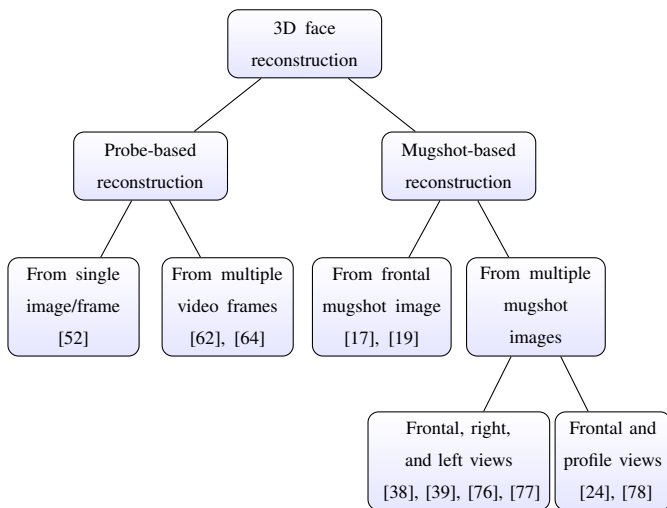 3D face
reconstruction
Probe-based
reconstruction
Mugshot-based
reconstruction
From single
image/frame
[52]
From multiple
video frames
[62], [64]
From frontal
mugshot image
[17], [19]
From multiple
mugshot
images
Frontal, right,
and left views
[38], [39], [76], [77]
Frontal and
profile views
[24], [78]